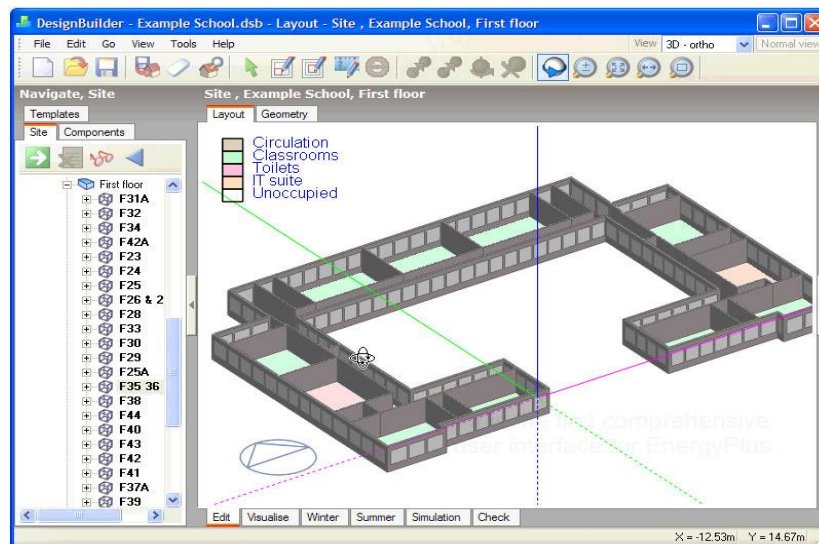 DesignBuilder - Example School.dsb - Layout - Site , Example School, First floor
File Edit Go View Tools Help
View 3D - ortho Normal view
Navigate, Site
Site , Example School, First floor
Templates
Layout Geometry
Site Components
Circulation
Classrooms
Toilets
IT suite
Unoccupied
First floor
F31A
F32
F34
F42A
F23
F24
F25
F26 & 2
F28
F33
F30
F29
F25A
F35 36
F38
F44
F40
F43
F42
F41
F37A
F39
first comprehensive
user interface for EnergyPlus.
Edit Visualise Winter Summer Simulation Check
X = -12.53m Y = 14.67m